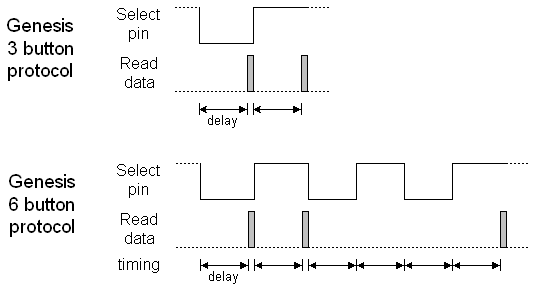 Genesis
3 button
protocol
Select
pin
Read
data
delay
Genesis
6 button
protocol
Select
pin
Read
data
timing
delay